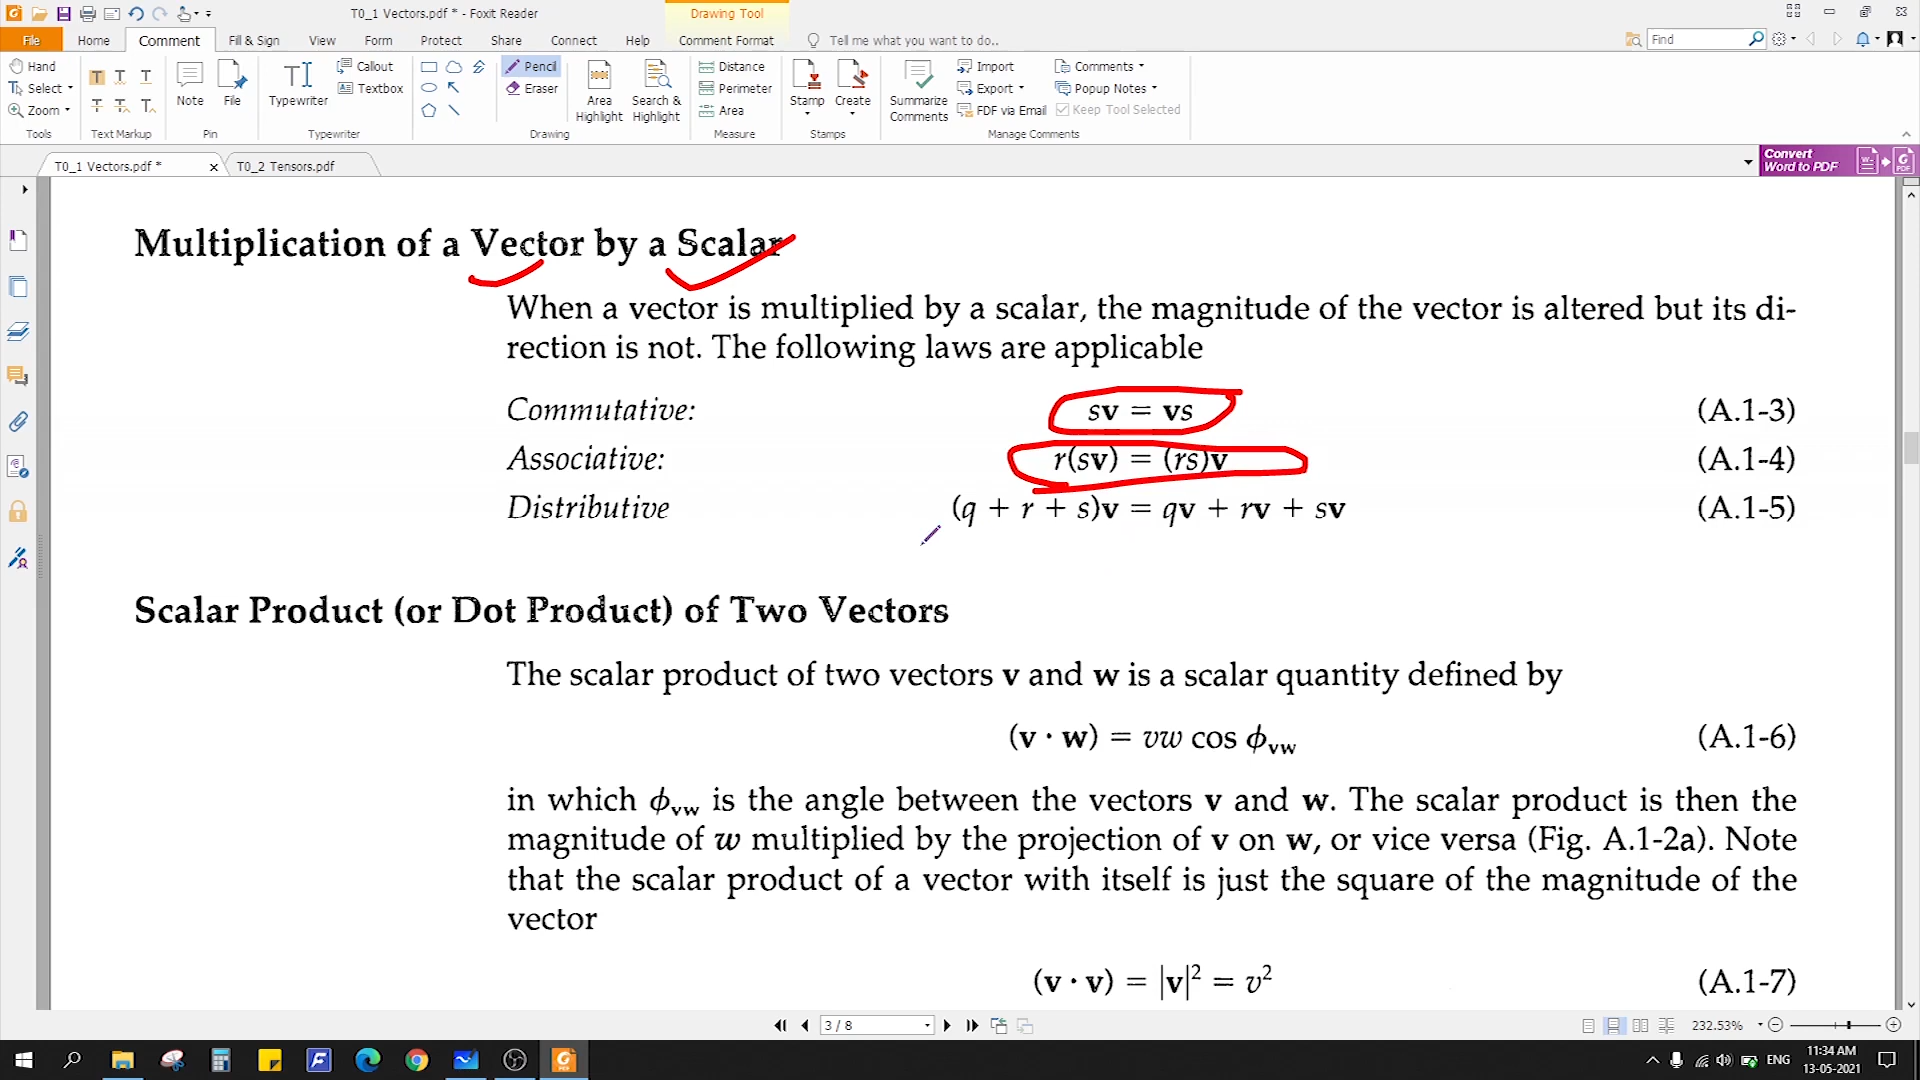 T0_1 Vectors.pdf * - Foxit Reader
Drawing Tool
File Home Comment Fill & Sign View Form Protect Share Connect Help Comment Format Tell me what you want to do.. Find
Hand Select Zoom Tools
Text Markup
Note File Pin
Typewriter Callout Textbox Typewriter
Pencil Eraser Area Highlight Search & Highlight Drawing
Distance Perimeter Area Measure
Stamp Create Stamps
Summarize Comments Import Export FDF via Email Comments Popup Notes Keep Tool Selected Manage Comments
T0_1 Vectors.pdf * T0_2 Tensors.pdf
Convert Word to PDF
Multiplication of a Vector by a Scalar
When a vector is multiplied by a scalar, the magnitude of the vector is altered but its di-
rection is not. The following laws are applicable
Commutative: sv = vs (A.1-3)
Associative: r(sv) = (rs)v (A.1-4)
Distributive (q + r + s)v = qv + rv + sv (A.1-5)
Scalar Product (or Dot Product) of Two Vectors
The scalar product of two vectors v and w is a scalar quantity defined by
(v · w) = vw cos ϕvw (A.1-6)
in which ϕvw is the angle between the vectors v and w. The scalar product is then the
magnitude of w multiplied by the projection of v on w, or vice versa (Fig. A.1-2a). Note
that the scalar product of a vector with itself is just the square of the magnitude of the
vector
(v · v) = |v|² = v² (A.1-7)
3 / 8 232.53%
ENG 11:34 AM
13-05-2021